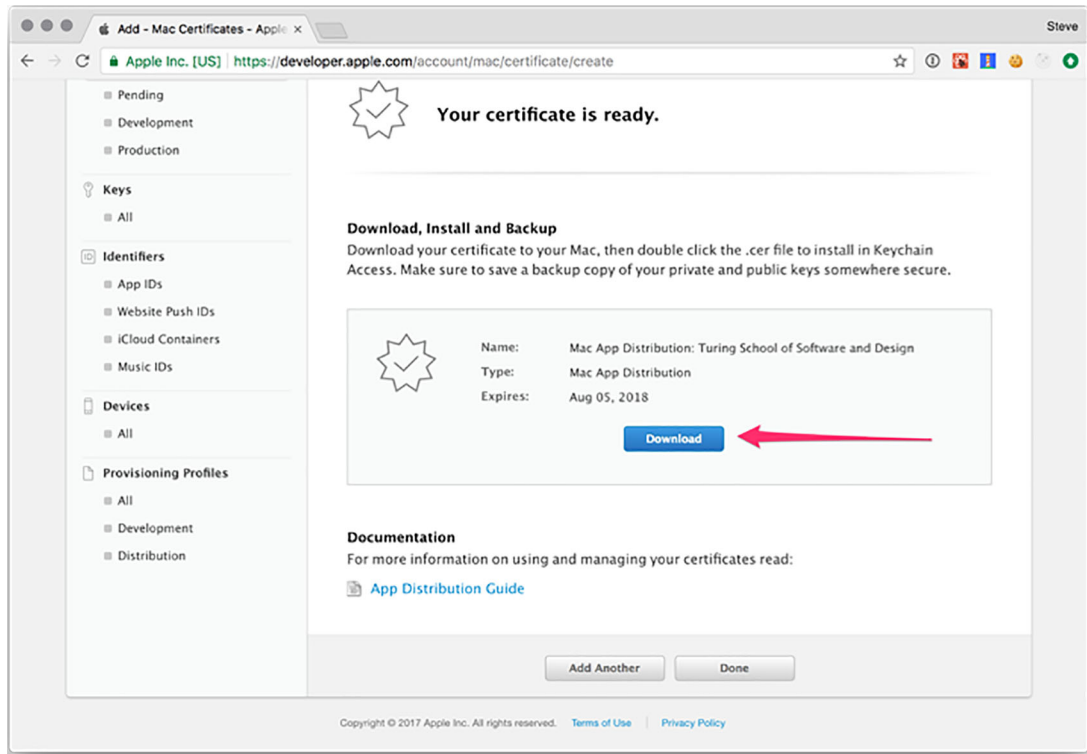 Add - Mac Certificates - Apple
Steve
Apple Inc. [US] https://developer.apple.com/account/mac/certificate/create
Pending
Development
Production
Keys
All
Identifiers
App IDs
Website Push IDs
iCloud Containers
Music IDs
Devices
All
Provisioning Profiles
All
Development
Distribution
Your certificate is ready.
Download, Install and Backup
Download your certificate to your Mac, then double click the .cer file to install in Keychain
Access. Make sure to save a backup copy of your private and public keys somewhere secure.
Name: Mac App Distribution: Turing School of Software and Design
Type: Mac App Distribution
Expires: Aug 05, 2018
Download
Documentation
For more information on using and managing your certificates read:
App Distribution Guide
Add Another Done
Copyright © 2017 Apple Inc. All rights reserved. Terms of Use Privacy Policy